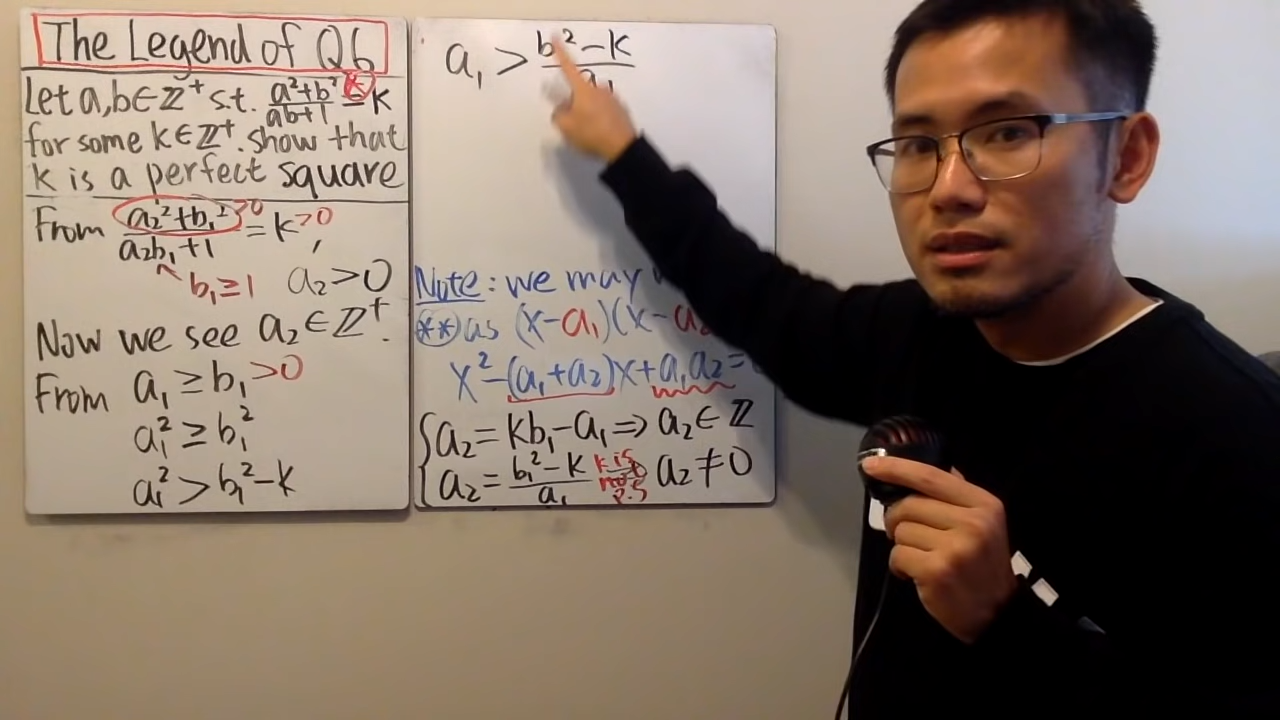 The Legend of Q6
Let a,b∈ℤ⁺ s.t. (a²+b²)/(ab+1) = k
for some k∈ℤ⁺. show that
k is a perfect square
From (a₂²+b₁²)/(a₂b₁+1) = k, >0 >0
b₁≥1 a₂>0
Now we see a₂∈ℤ⁺.
From a₁≥b₁ >0
a₁²≥b₁²
a₁²>b₁²-k
a₁ > (b₁²-k)/a₁
Note: we may
(**) as (x-a₁)(x-a₂
x²-(a₁+a₂)x+a₁a₂=
a₂=kb₁-a₁⇒a₂∈ℤ
a₂=(b₁²-k)/a₁ k is not p.s a₂≠0